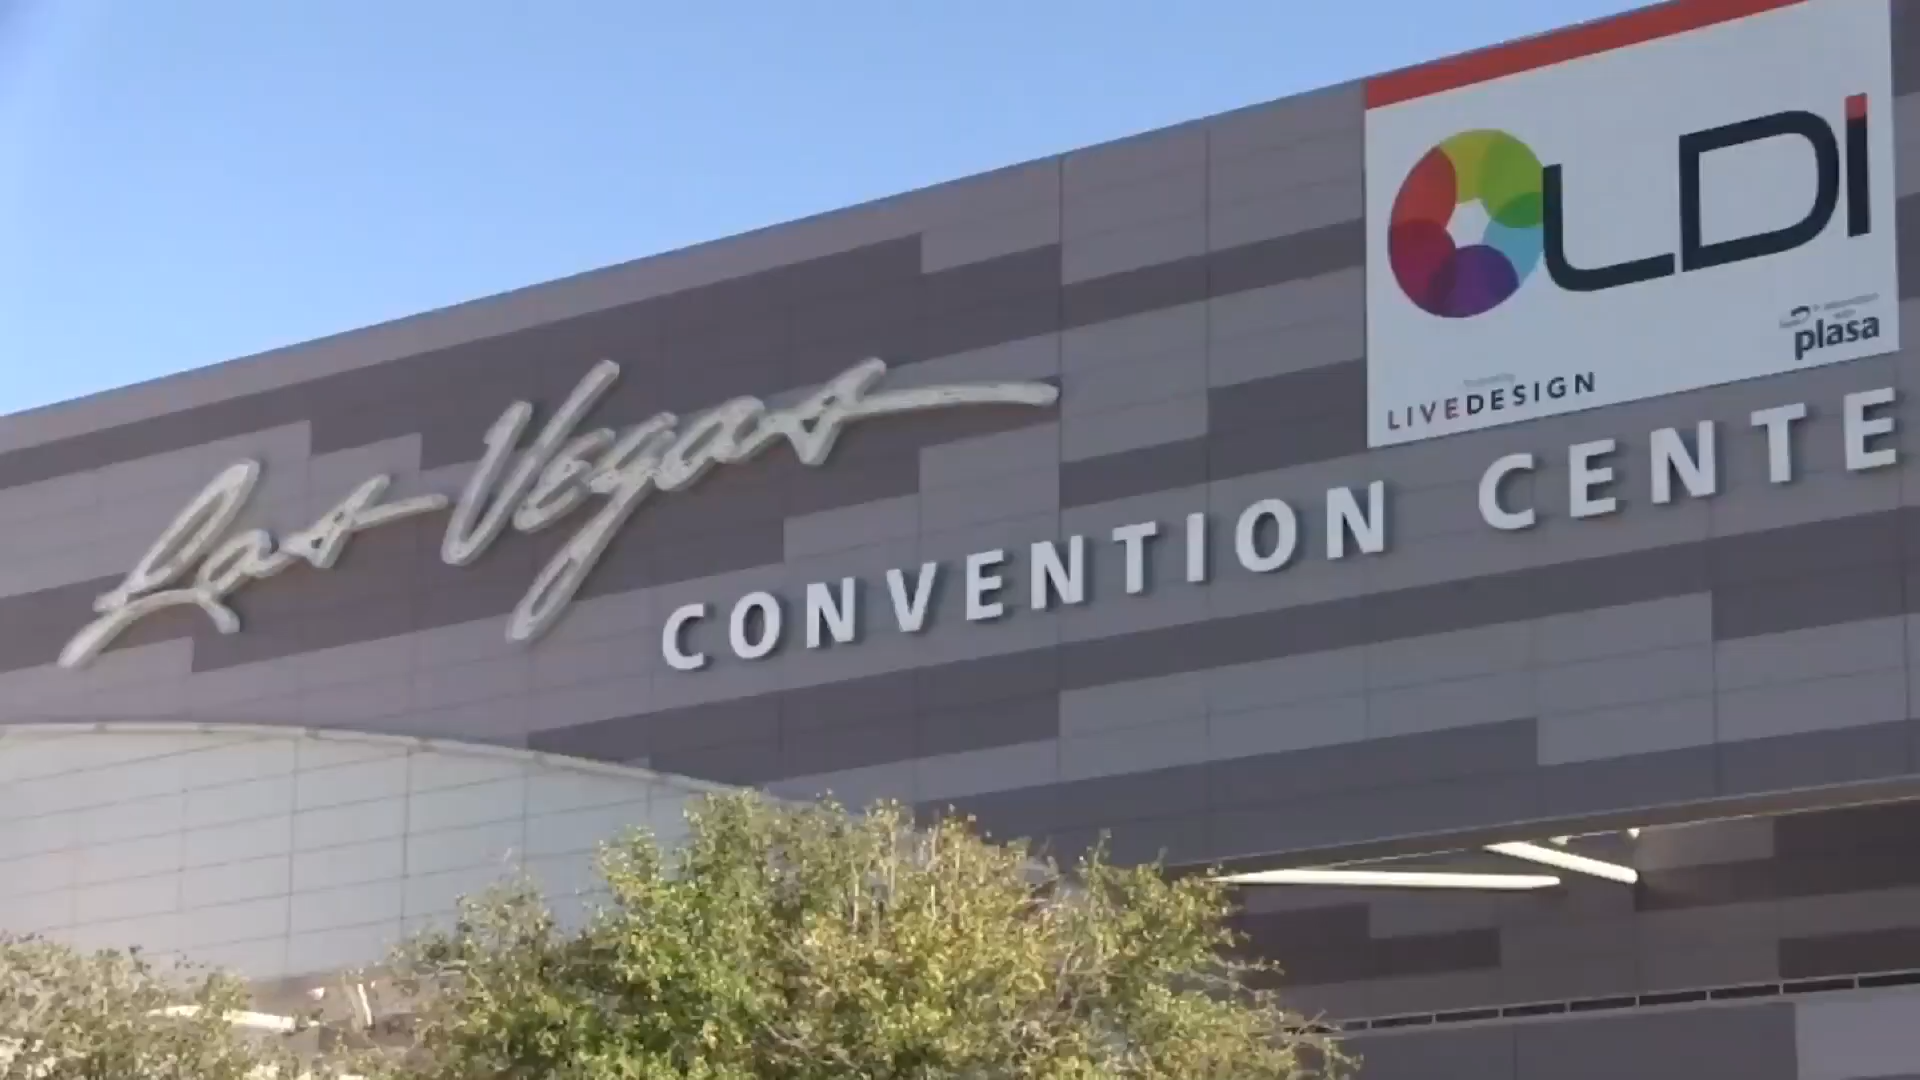 Las Vegas
CONVENTION CENTE
LDI
plasa
LIVEDESIGN